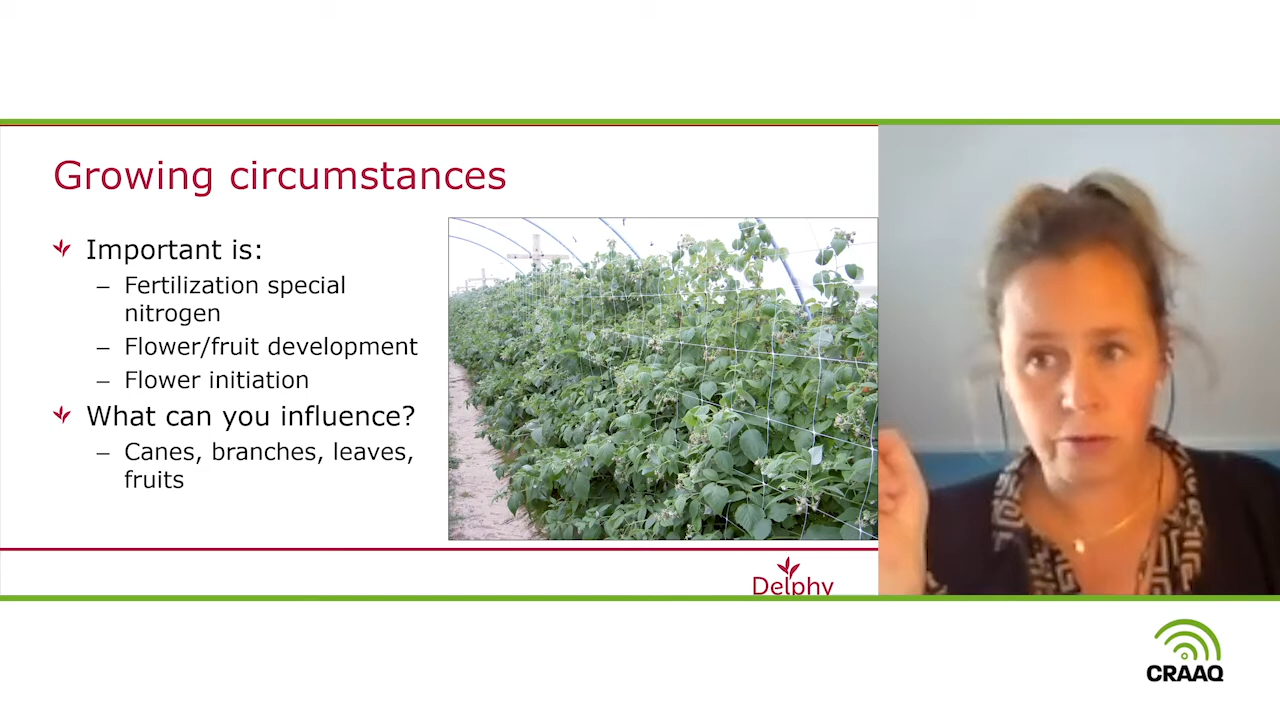 Growing circumstances
Important is:
– Fertilization special
nitrogen
– Flower/fruit development
– Flower initiation
What can you influence?
– Canes, branches, leaves,
fruits
Delphy
CRAAQ